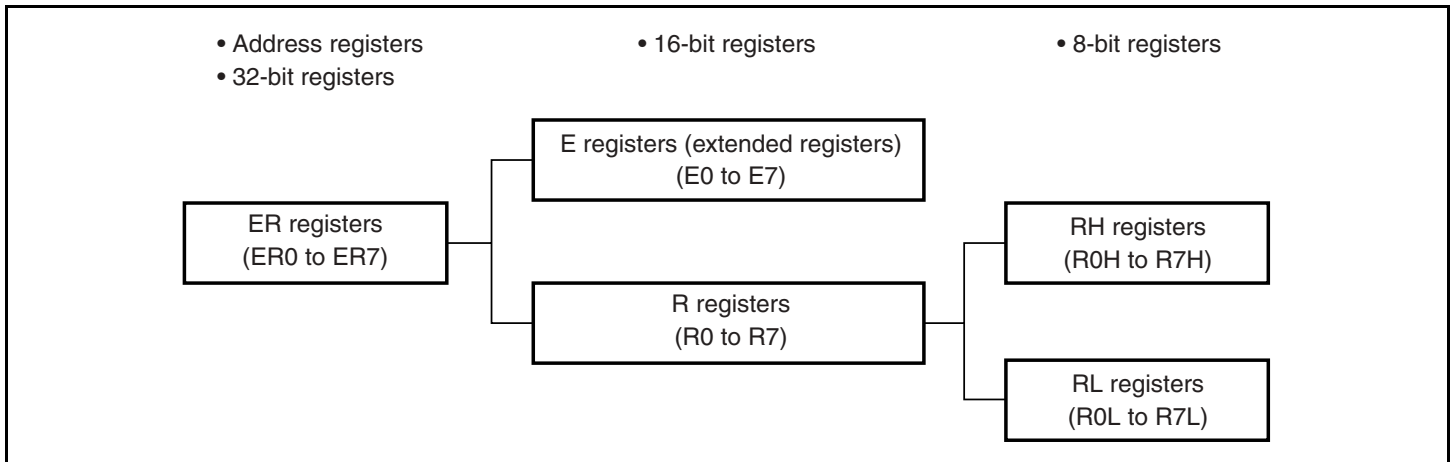 • Address registers
• 32-bit registers
• 16-bit registers
• 8-bit registers
ER registers
(ER0 to ER7)
E registers (extended registers)
(E0 to E7)
R registers
(R0 to R7)
RH registers
(R0H to R7H)
RL registers
(R0L to R7L)